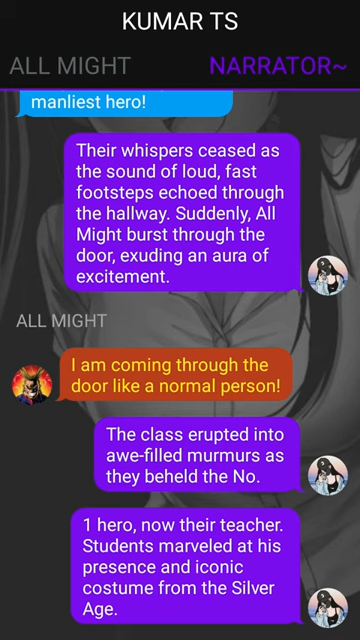 KUMAR TS
ALL MIGHT
NARRATOR~
manliest hero!
Their whispers ceased as
the sound of loud, fast
footsteps echoed through
the hallway. Suddenly, All
Might burst through the
door, exuding an aura of
excitement.
ALL MIGHT
I am coming through the
door like a normal person!
The class erupted into
awe-filled murmurs as
they beheld the No.
1 hero, now their teacher.
Students marveled at his
presence and iconic
costume from the Silver
Age.